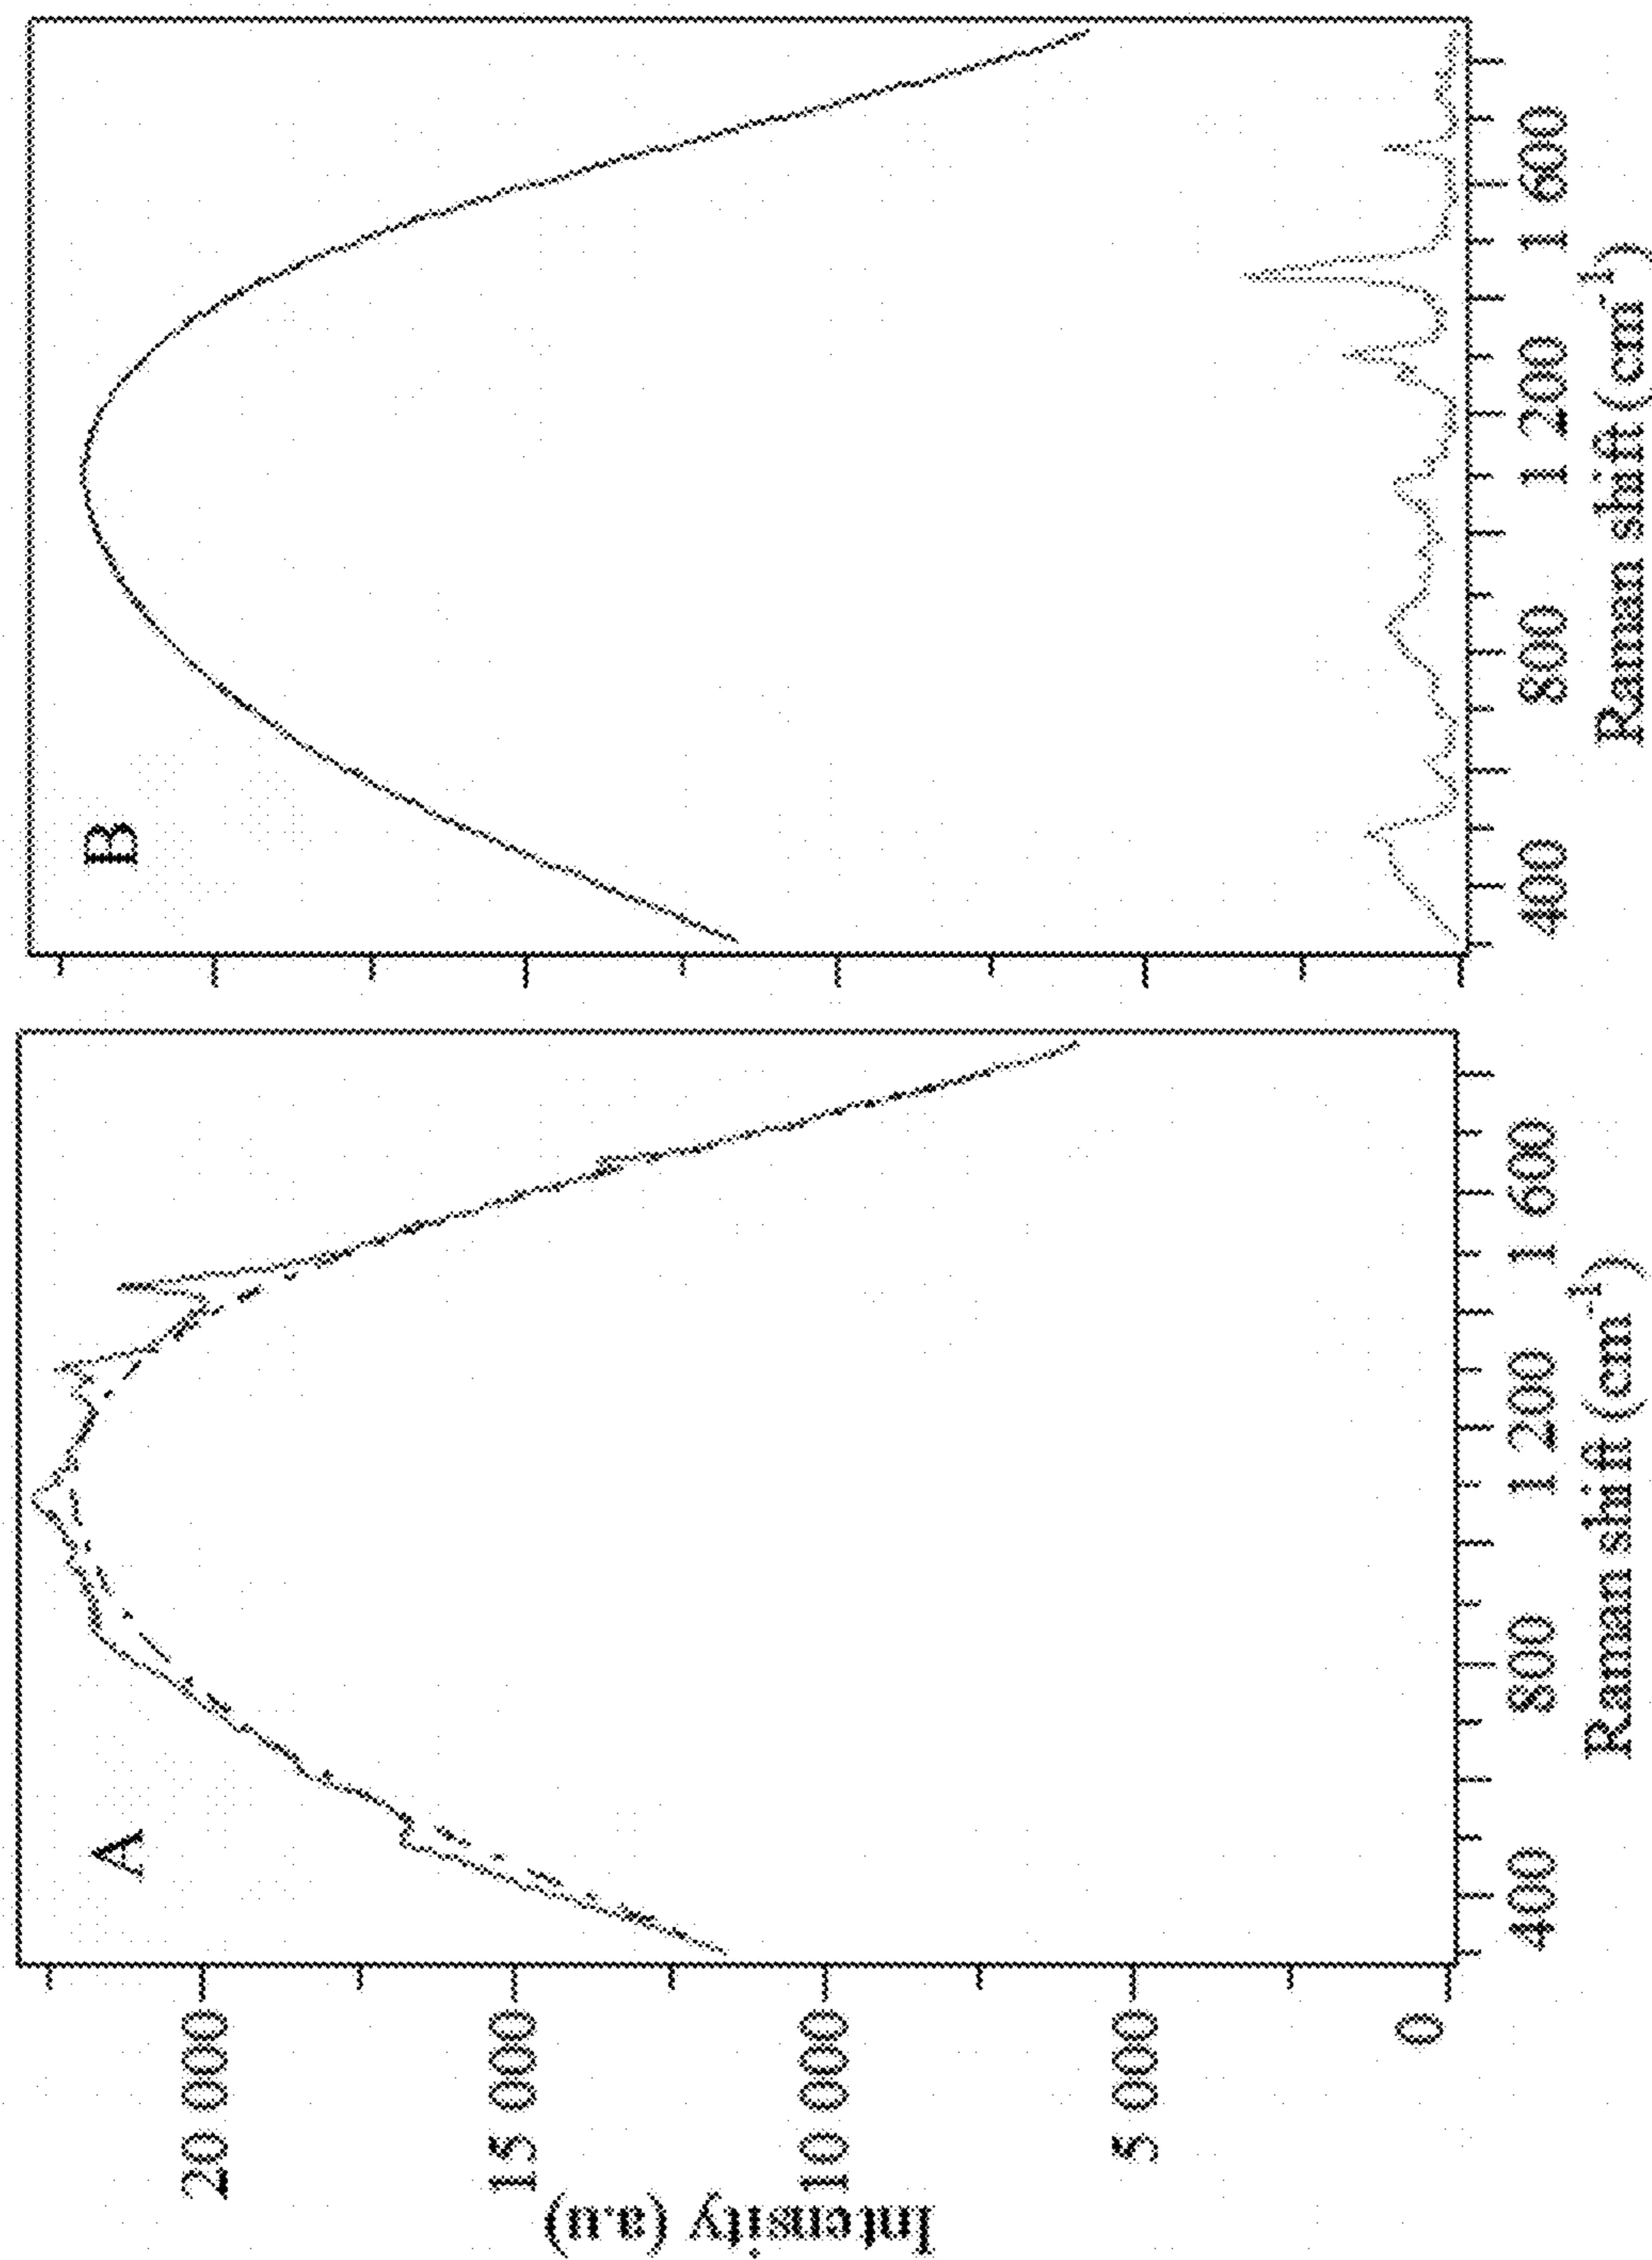 A
B
Intensity (a.u)
20 000
15 000
10 000
5 000
0
400
800
1 200
1 600
400
800
1 200
1 600
Raman shift (cm-1)
Raman shift (cm-1)